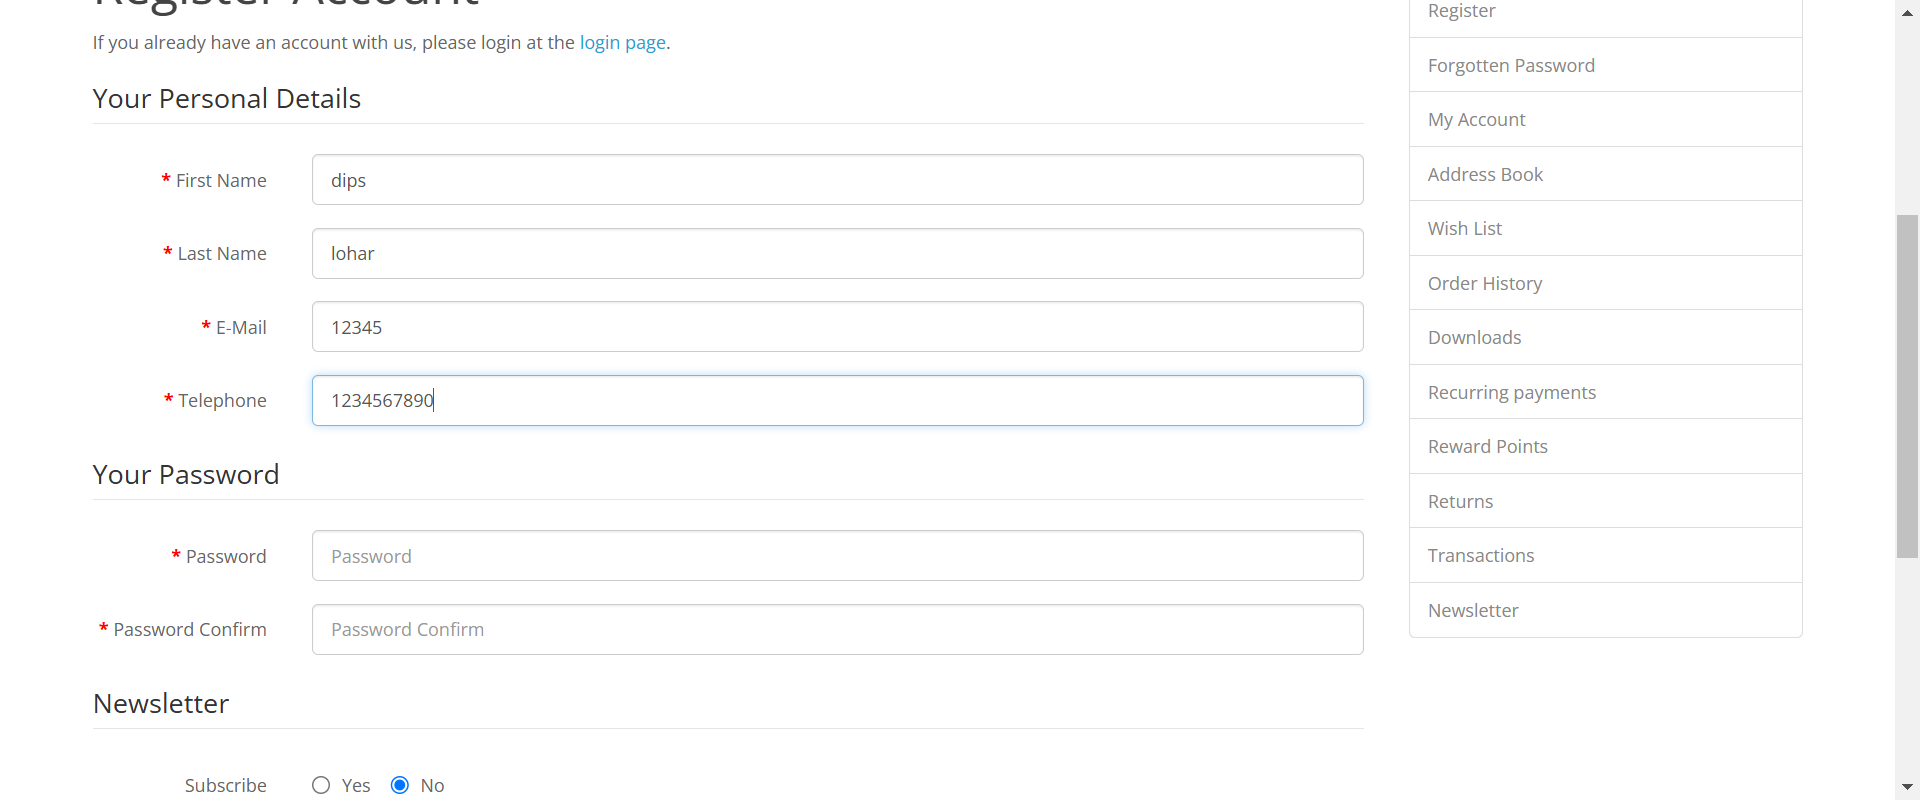 Register Account
If you already have an account with us, please login at the login page.
Your Personal Details
* First Name
dips
* Last Name
lohar
* E-Mail
12345
* Telephone
1234567890
Your Password
* Password
Password
* Password Confirm
Password Confirm
Newsletter
Subscribe
Yes
No
Register
Forgotten Password
My Account
Address Book
Wish List
Order History
Downloads
Recurring payments
Reward Points
Returns
Transactions
Newsletter